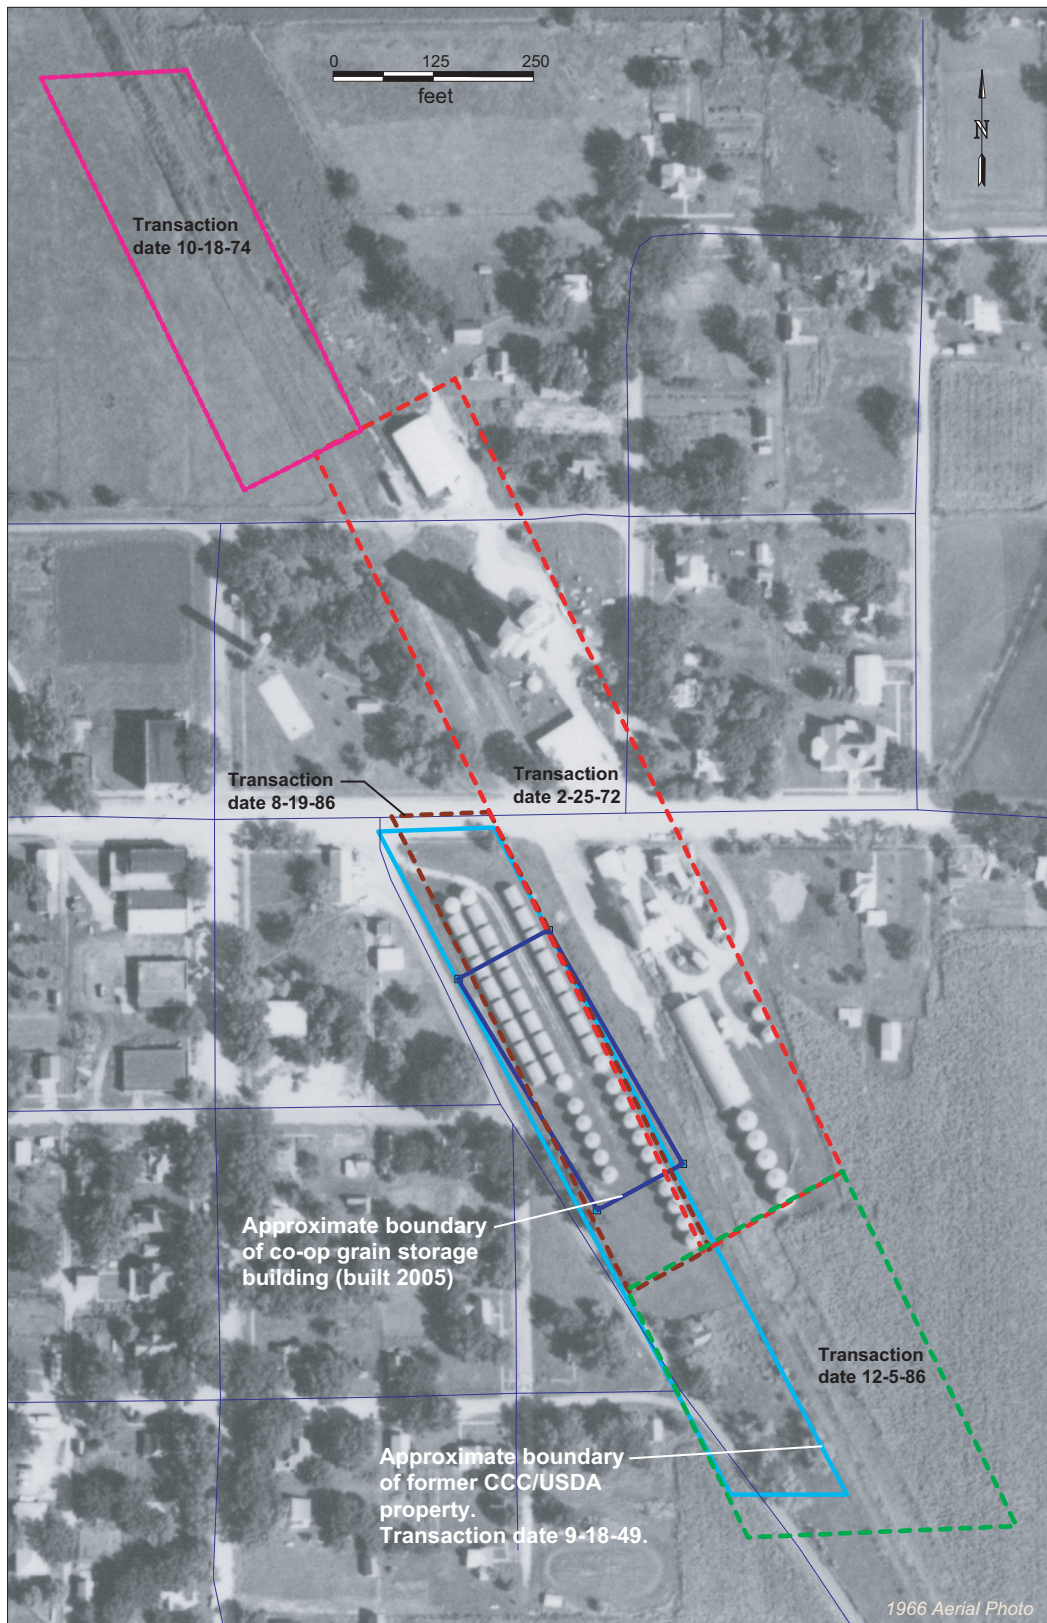 0 125 250
feet
N
Transaction
date 10-18-74
Transaction
date 8-19-86
Transaction
date 2-25-72
Approximate boundary
of co-op grain storage
building (built 2005)
Transaction
date 12-5-86
Approximate boundary
of former CCC/USDA
property.
Transaction date 9-18-49.
1966 Aerial Photo